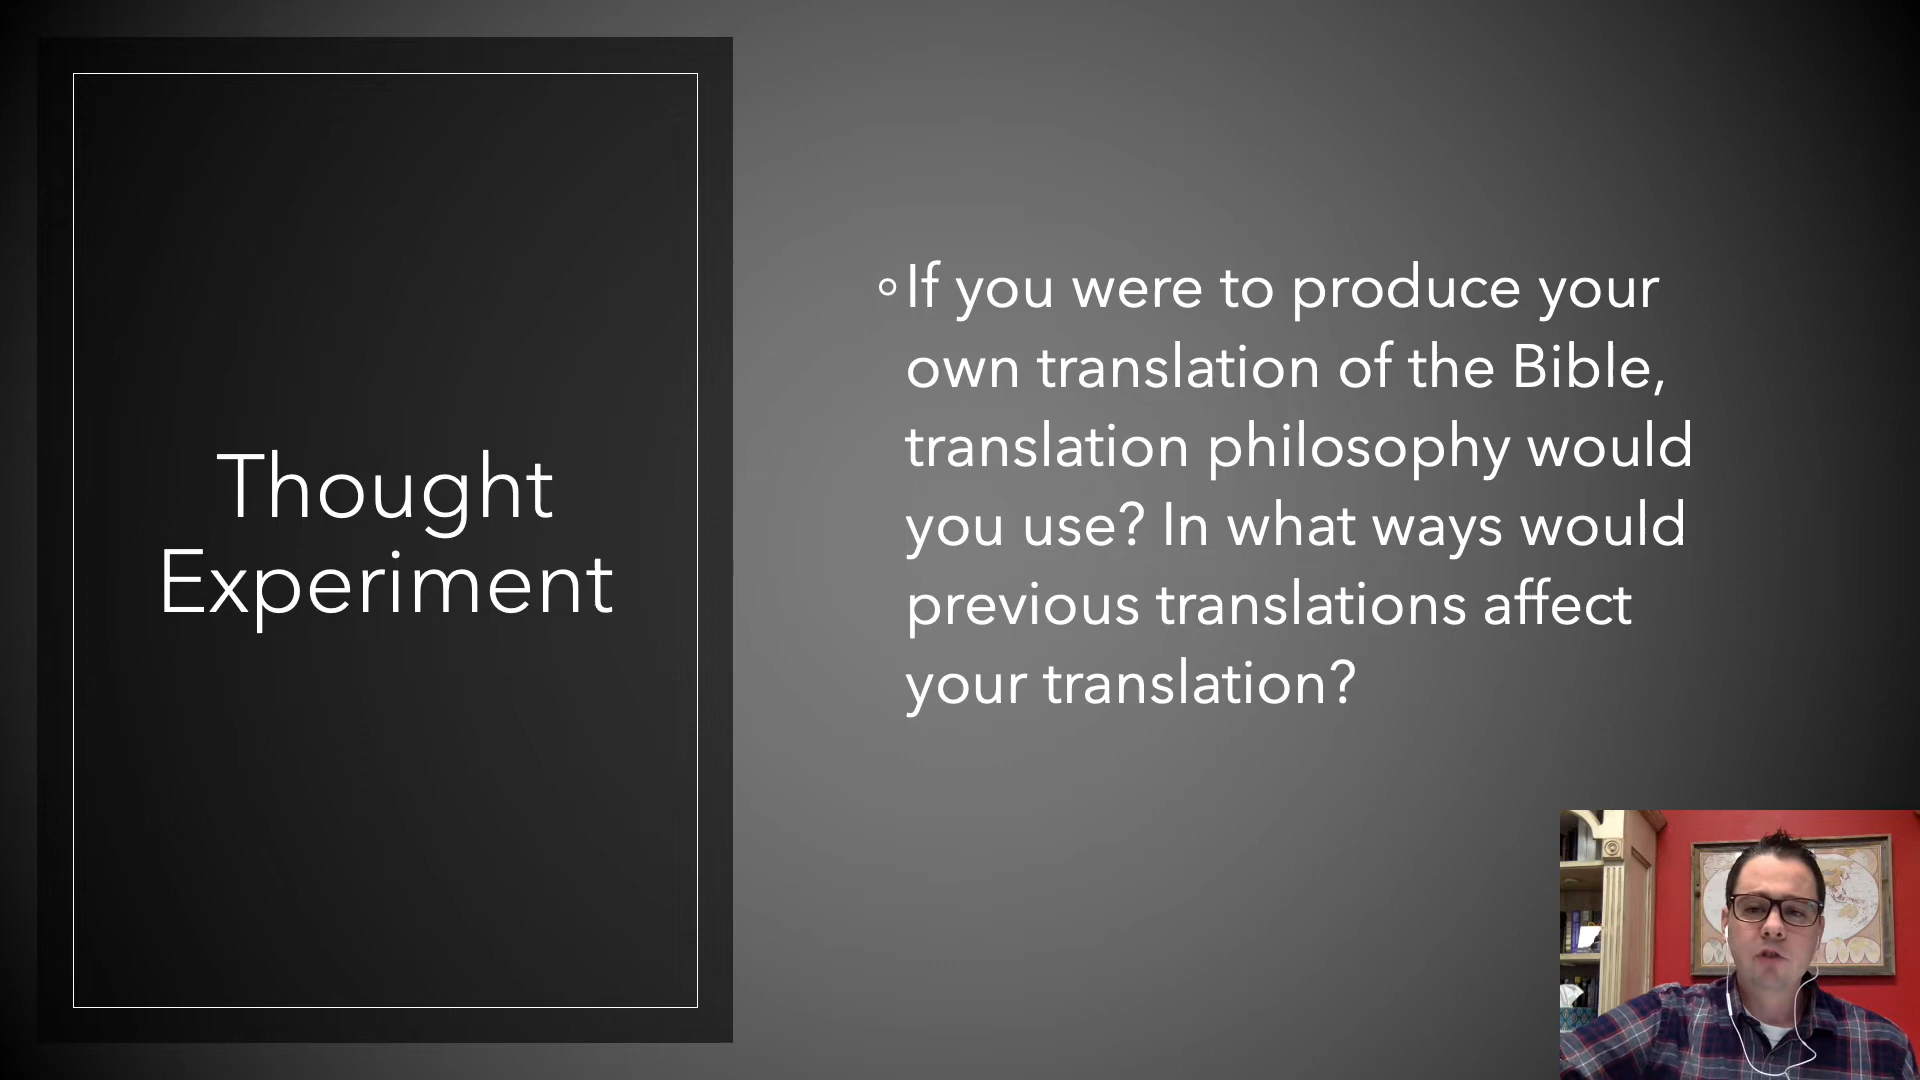 Thought
Experiment
◦If you were to produce your
own translation of the Bible,
translation philosophy would
you use? In what ways would
previous translations affect
your translation?